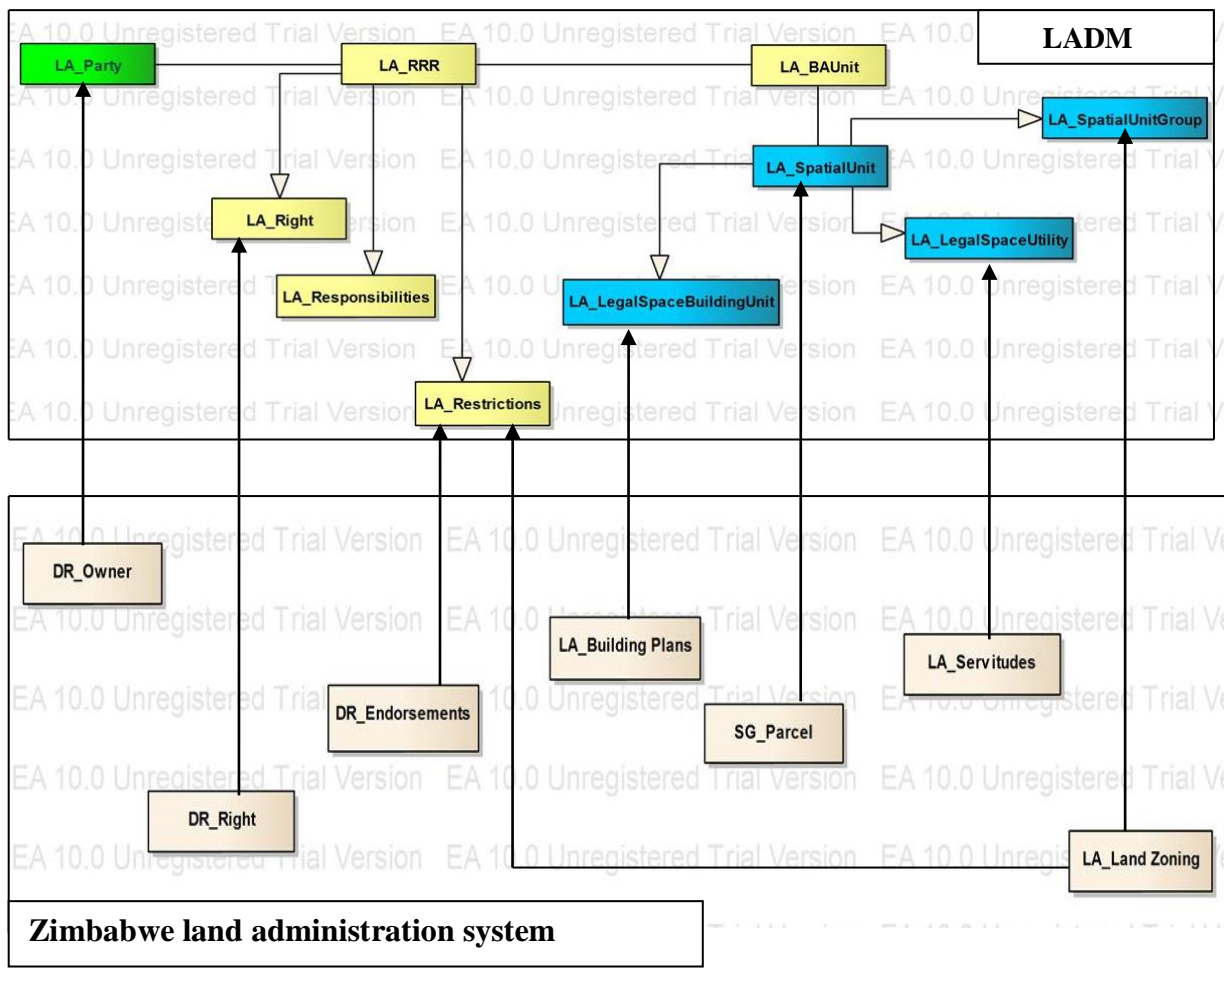 LADM
LA_Party
LA_RRR
LA_BAUnit
LA_SpatialUnitGroup
LA_SpatialUnit
LA_Right
LA_LegalSpaceUtility
LA_Responsibilities
LA_LegalSpaceBuildingUnit
LA_Restrictions
DR_Owner
LA_Building Plans
LA_Servitudes
DR_Endorsements
SG_Parcel
DR_Right
LA_Land Zoning
Zimbabwe land administration system
EA 10.0 Unregistered Trial Version